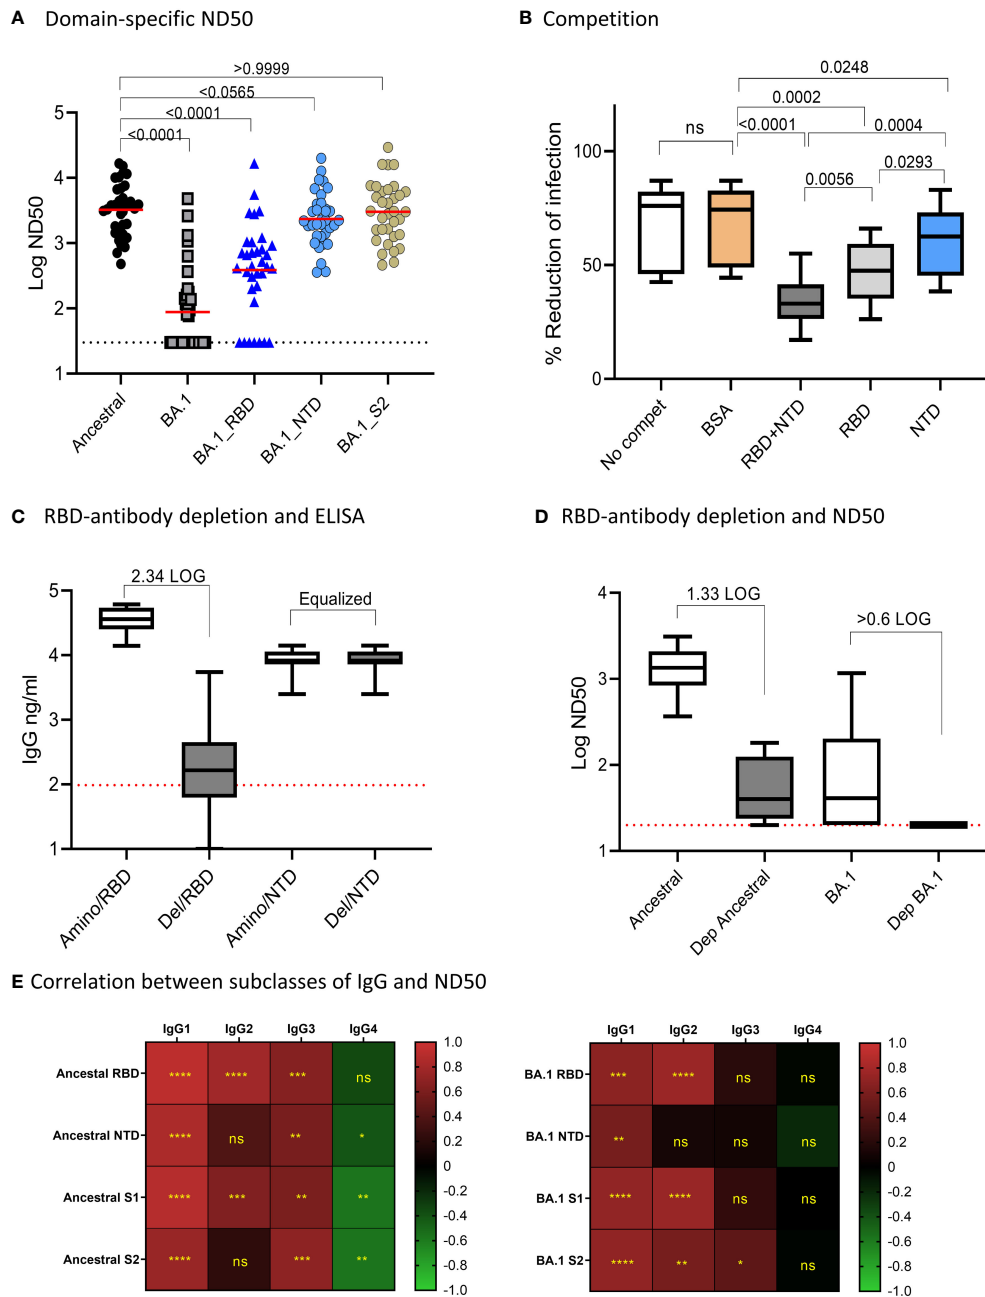 A Domain-specific ND50
>0.9999
<0.0565
<0.0001
<0.0001
Log ND50
5
4
3
2
1
Ancestral
BA.1
BA.1_RBD
BA.1_NTD
BA.1_S2
B Competition
0.0248
0.0002
ns
<0.0001
0.0004
0.0293
0.0056
% Reduction of infection
100
50
0
No compet
BSA
RBD+NTD
RBD
NTD
C RBD-antibody depletion and ELISA
2.34 LOG
Equalized
IgG ng/ml
5
4
3
2
1
Amino/RBD
Del/RBD
Amino/NTD
Del/NTD
D RBD-antibody depletion and ND50
1.33 LOG
>0.6 LOG
Log ND50
4
3
2
1
Ancestral
Dep Ancestral
BA.1
Dep BA.1
E Correlation between subclasses of IgG and ND50
IgG1 IgG2 IgG3 IgG4
Ancestal RBD **** **** *** ns
Ancestral NTD **** ns ** *
Ancestral S1 **** *** ** **
Ancestral S2 **** ns *** **
1.0
0.8
0.6
0.4
0.2
0
-0.2
-0.4
-0.6
-0.8
-1.0
IgG1 IgG2 IgG3 IgG4
BA.1 RBD *** **** ns ns
BA.1 NTD ** ns ns ns
BA.1 S1 **** **** ns ns
BA.1 S2 **** ** * ns
1.0
0.8
0.6
0.4
0.2
0
-0.2
-0.4
-0.6
-0.8
-1.0